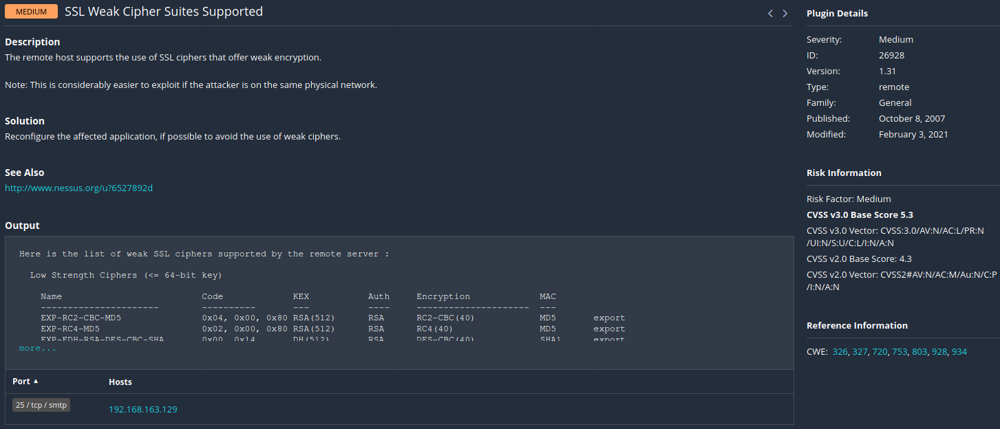 MEDIUM SSL Weak Cipher Suites Supported
Description
The remote host supports the use of SSL ciphers that offer weak encryption.
Note: This is considerably easier to exploit if the attacker is on the same physical network.
Solution
Reconfigure the affected application, if possible to avoid the use of weak ciphers.
See Also
http://www.nessus.org/u?6527892d
Output
Here is the list of weak SSL ciphers supported by the remote server :
Low Strength Ciphers (<= 64-bit key)
Name Code KEX Auth Encryption MAC
---------------------- ---------- --- ---- --------------------- ---
EXP-RC2-CBC-MD5 0x04, 0x00, 0x80 RSA(512) RSA RC2-CBC(40) MD5 export
EXP-RC4-MD5 0x02, 0x00, 0x80 RSA(512) RSA RC4(40) MD5 export
EXP-EDH-RSA-DES-CBC-SHA 0x00, 0x14 DH(512) RSA DES-CBC(40) SHA1 export
more...
Port ▲ Hosts
25 / tcp / smtp 192.168.163.129
Plugin Details
Severity: Medium
ID: 26928
Version: 1.31
Type: remote
Family: General
Published: October 8, 2007
Modified: February 3, 2021
Risk Information
Risk Factor: Medium
CVSS v3.0 Base Score 5.3
CVSS v3.0 Vector: CVSS:3.0/AV:N/AC:L/PR:N
/UI:N/S:U/C:L/I:N/A:N
CVSS v2.0 Base Score: 4.3
CVSS v2.0 Vector: CVSS2#AV:N/AC:M/Au:N/C:P
/I:N/A:N
Reference Information
CWE: 326, 327, 720, 753, 803, 928, 934